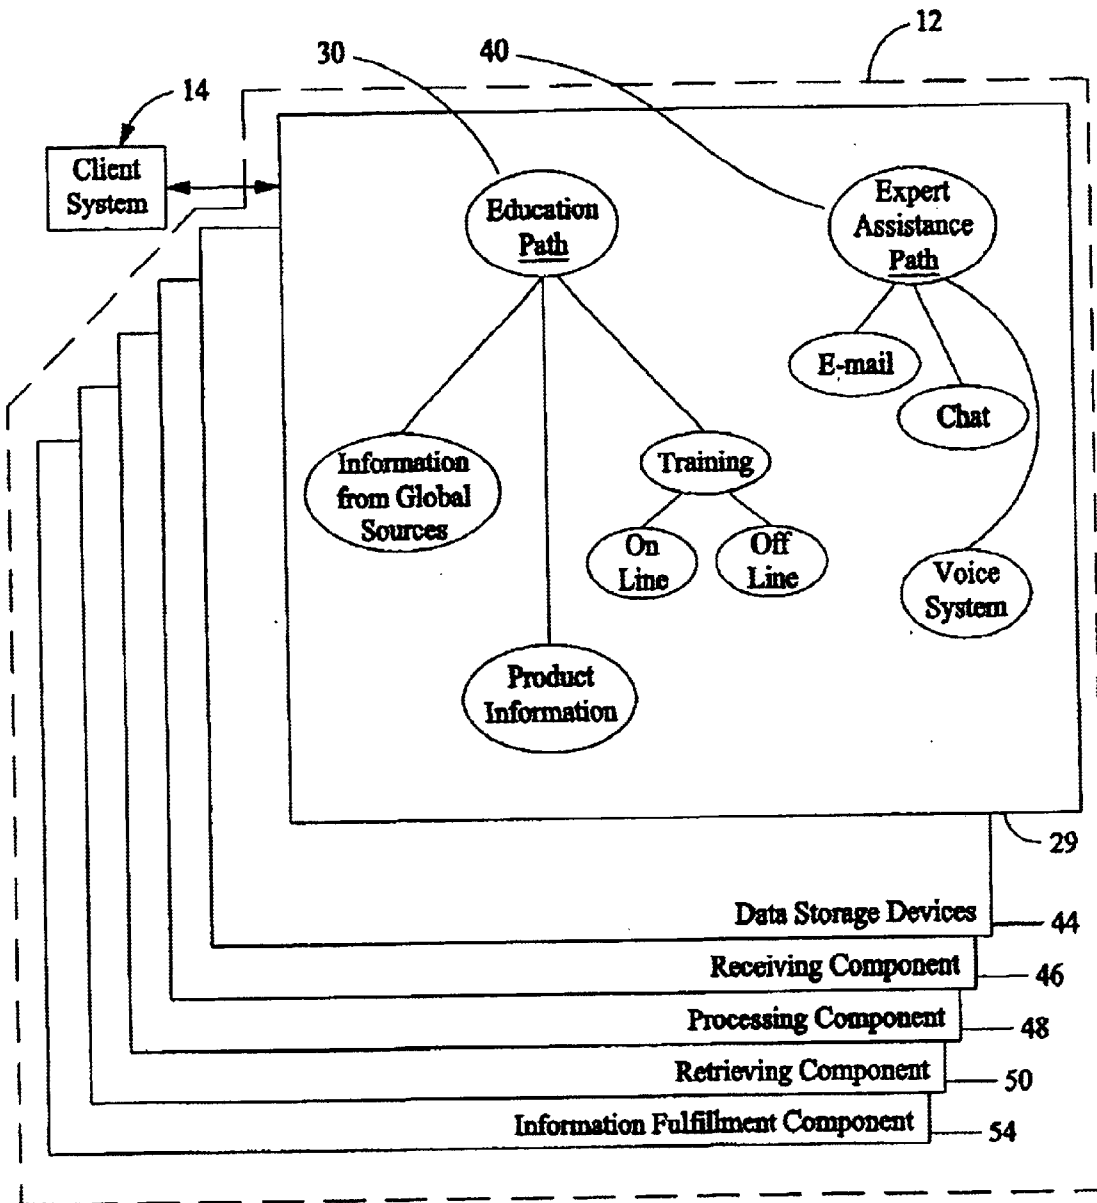 12
30
40
14
Client
System
Education
Path
Expert
Assistance
Path
E-mail
Chat
Information
from Global
Sources
Training
On
Line
Off
Line
Voice
System
Product
Information
29
Data Storage Devices
44
Receiving Component
46
Processing Component
48
Retrieving Component
50
Information Fulfillment Component
54